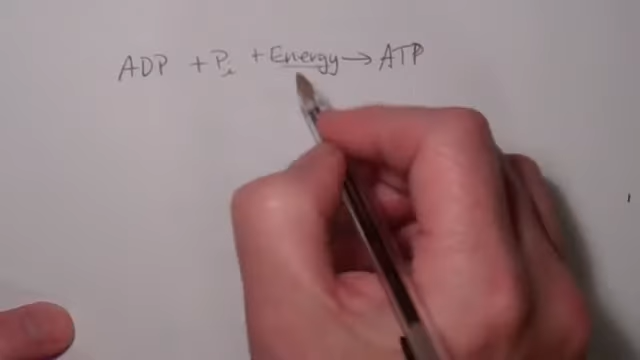 ADP + Pi + Energy → ATP